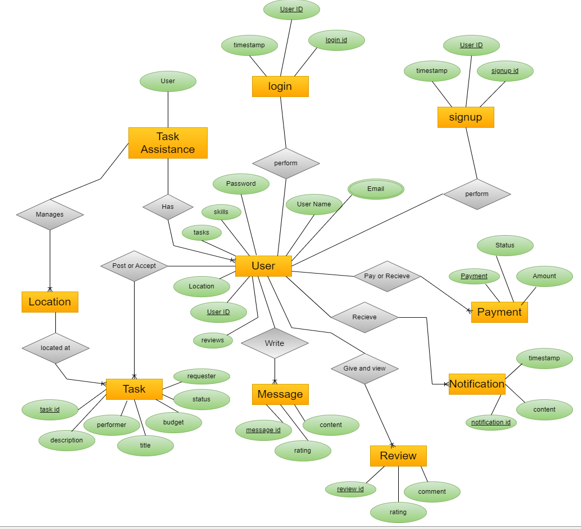 User ID
timestamp
login id
login
User ID
timestamp
signup id
signup
User
Task
Assistance
perform
perform
Manages
Has
Password
skills
tasks
User Name
Email
Post or Accept
User
Location
User ID
reviews
Pay or Recieve
Status
Payment
Amount
Payment
Location
located at
Write
Recieve
Give and view
timestamp
Notification
content
notification id
Task
requester
status
budget
task id
performer
description
title
Message
message id
content
rating
Review
review id
comment
rating